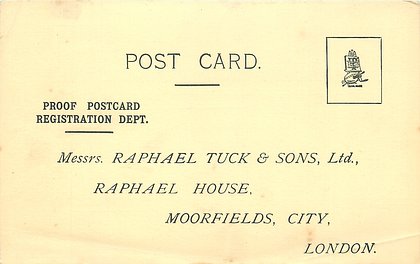 POST CARD.
PROOF POSTCARD
REGISTRATION DEPT.
Messrs. RAPHAEL TUCK & SONS, Ltd.,
RAPHAEL HOUSE,
MOORFIELDS, CITY,
LONDON.